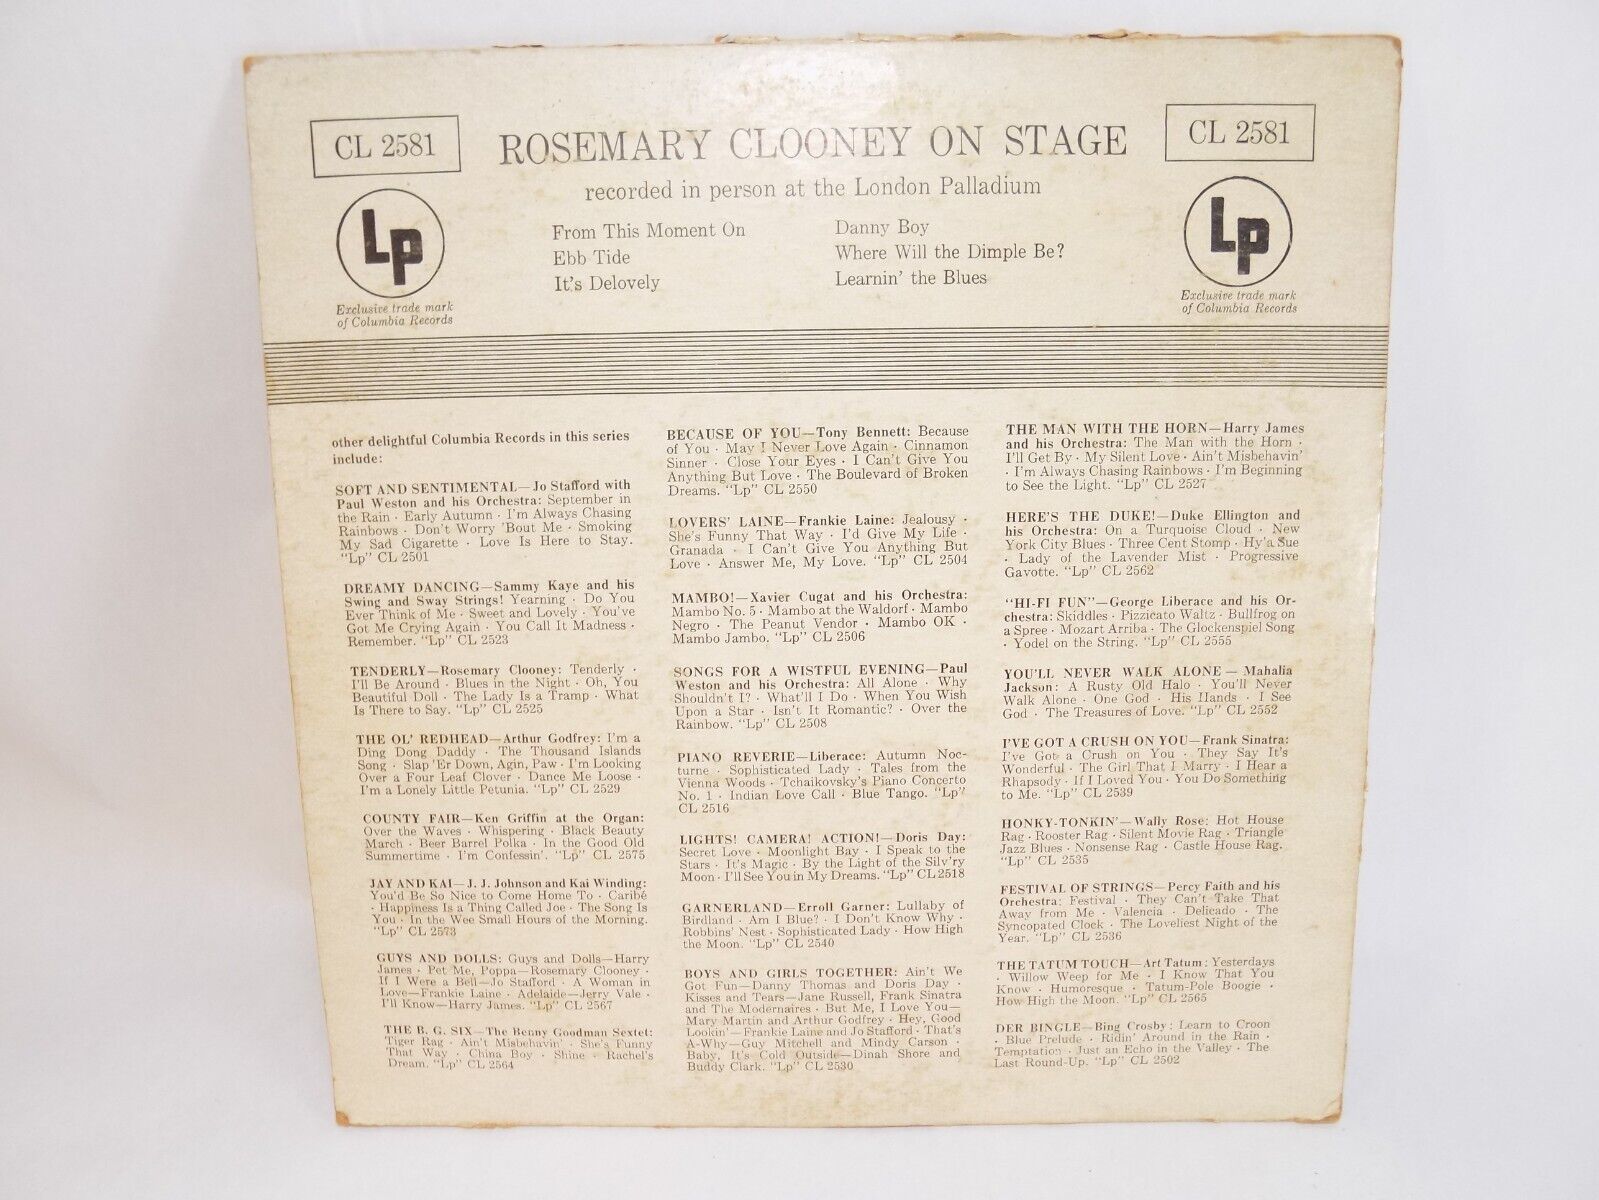 CL 2581
ROSEMARY CLOONEY ON STAGE
CL 2581
recorded in person at the London Palladium
Lp
Exclusive trade mark
of Columbia Records
From This Moment On
Ebb Tide
It's Delovely
Danny Boy
Where Will the Dimple Be?
Learnin' the Blues
Lp
Exclusive trade mark
of Columbia Records
other delightful Columbia Records in this series
include:
SOFT AND SENTIMENTAL—Jo Stafford with
Paul Weston and his Orchestra: September in
the Rain · Early Autumn · I'm Always Chasing
Rainbows · Don't Worry 'Bout Me · Smoking
My Sad Cigarette · Love Is Here to Stay.
"Lp" CL 2501
DREAMY DANCING—Sammy Kaye and his
Swing and Sway Strings! Yearning · Do You
Ever Think of Me · Sweet and Lovely · You've
Got Me Crying Again · You Call It Madness ·
Remember. "Lp" CL 2523
TENDERLY—Rosemary Clooney: Tenderly ·
I'll Be Around · Blues in the Night · Oh, You
Beautiful Doll · The Lady Is a Tramp · What
Is There to Say. "Lp" CL 2525
THE OL' REDHEAD—Arthur Godfrey: I'm a
Ding Dong Daddy · The Thousand Islands
Song · Slap 'Er Down, Agin, Paw · I'm Looking
Over a Four Leaf Clover · Dance Me Loose ·
I'm a Lonely Little Petunia. "Lp" CL 2529
COUNTY FAIR—Ken Griffin at the Organ:
Over the Waves · Whispering · Black Beauty
March · Beer Barrel Polka · In the Good Old
Summertime · I'm Confessin'. "Lp" CL 2575
JAY AND KAI—J. J. Johnson and Kai Winding:
You'd Be So Nice to Come Home To · Caribé
· Happiness Is a Thing Called Joe · The Song Is
You · In the Wee Small Hours of the Morning.
"Lp" CL 2573
GUYS AND DOLLS: Guys and Dolls—Harry
James · Pet Me, Poppa—Rosemary Clooney ·
If I Were a Bell—Jo Stafford · A Woman in
Love—Frankie Laine · Adelaide—Jerry Vale ·
I'll Know—Harry James. "Lp" CL 2567
THE B. G. SIX—The Benny Goodman Sextet:
Tiger Rag · Ain't Misbehavin' · She's Funny
That Way · China Boy · Shine · Rachel's
Dream. "Lp" CL 2564
BECAUSE OF YOU—Tony Bennett: Because
of You · May I Never Love Again · Cinnamon
Sinner · Close Your Eyes · I Can't Give You
Anything But Love · The Boulevard of Broken
Dreams. "Lp" CL 2550
LOVERS' LAINE—Frankie Laine: Jealousy ·
She's Funny That Way · I'd Give My Life ·
Granada · I Can't Give You Anything But
Love · Answer Me, My Love. "Lp" CL 2504
MAMBO!—Xavier Cugat and his Orchestra:
Mambo No. 5 · Mambo at the Waldorf · Mambo
Negro · The Peanut Vendor · Mambo OK ·
Mambo Jambo. "Lp" CL 2506
SONGS FOR A WISTFUL EVENING—Paul
Weston and his Orchestra: All Alone · Why
Shouldn't I? · What'll I Do · When You Wish
Upon a Star · Isn't It Romantic? · Over the
Rainbow. "Lp" CL 2508
PIANO REVERIE—Liberace: Autumn Noc-
turne · Sophisticated Lady · Tales from the
Vienna Woods · Tchaikovsky's Piano Concerto
No. 1 · Indian Love Call · Blue Tango. "Lp"
CL 2516
LIGHTS! CAMERA! ACTION!—Doris Day:
Secret Love · Moonlight Bay · I Speak to the
Stars · It's Magic · By the Light of the Silv'ry
Moon · I'll See You in My Dreams. "Lp" CL 2518
GARNERLAND—Erroll Garner: Lullaby of
Birdland · Am I Blue? · I Don't Know Why ·
Robbins' Nest · Sophisticated Lady · How High
the Moon. "Lp" CL 2540
BOYS AND GIRLS TOGETHER: Ain't We
Got Fun—Danny Thomas and Doris Day ·
Kisses and Tears—Jane Russell, Frank Sinatra
and The Modernaires · But Me, I Love You—
Mary Martin and Arthur Godfrey · Hey, Good
Lookin'—Frankie Laine and Jo Stafford · That's
A-Why—Guy Mitchell and Mindy Carson ·
Baby, It's Cold Outside—Dinah Shore and
Buddy Clark. "Lp" CL 2530
THE MAN WITH THE HORN—Harry James
and his Orchestra: The Man with the Horn ·
I'll Get By · My Silent Love · Ain't Misbehavin'
· I'm Always Chasing Rainbows · I'm Beginning
to See the Light. "Lp" CL 2527
HERE'S THE DUKE!—Duke Ellington and
his Orchestra: On a Turquoise Cloud · New
York City Blues · Three Cent Stomp · Hy'a Sue
· Lady of the Lavender Mist · Progressive
Gavotte. "Lp" CL 2562
"HI-FI FUN"—George Liberace and his Or-
chestra: Skiddles · Pizzicato Waltz · Bullfrog on
a Spree · Mozart Arriba · The Glockenspiel Song
· Yodel on the String. "Lp" CL 2555
YOU'LL NEVER WALK ALONE — Mahalia
Jackson: A Rusty Old Halo · You'll Never
Walk Alone · One God · His Hands · I See
God · The Treasures of Love. "Lp" CL 2552
I'VE GOT A CRUSH ON YOU—Frank Sinatra:
I've Got a Crush on You · They Say It's
Wonderful · The Girl That I Marry · I Hear a
Rhapsody · If I Loved You · You Do Something
to Me. "Lp" CL 2539
HONKY-TONKIN'—Wally Rose: Hot House
Rag · Rooster Rag · Silent Movie Rag · Triangle
Jazz Blues · Nonsense Rag · Castle House Rag.
"Lp" CL 2535
FESTIVAL OF STRINGS—Percy Faith and his
Orchestra: Festival · They Can't Take That
Away from Me · Valencia · Delicado · The
Syncopated Clock · The Loveliest Night of the
Year. "Lp" CL 2536
THE TATUM TOUCH—Art Tatum: Yesterdays
· Willow Weep for Me · I Know That You
Know · Humoresque · Tatum-Pole Boogie ·
How High the Moon. "Lp" CL 2565
DER BINGLE—Bing Crosby: Learn to Croon
· Blue Prelude · Ridin' Around in the Rain ·
Temptation · Just an Echo in the Valley · The
Last Round-Up. "Lp" CL 2502